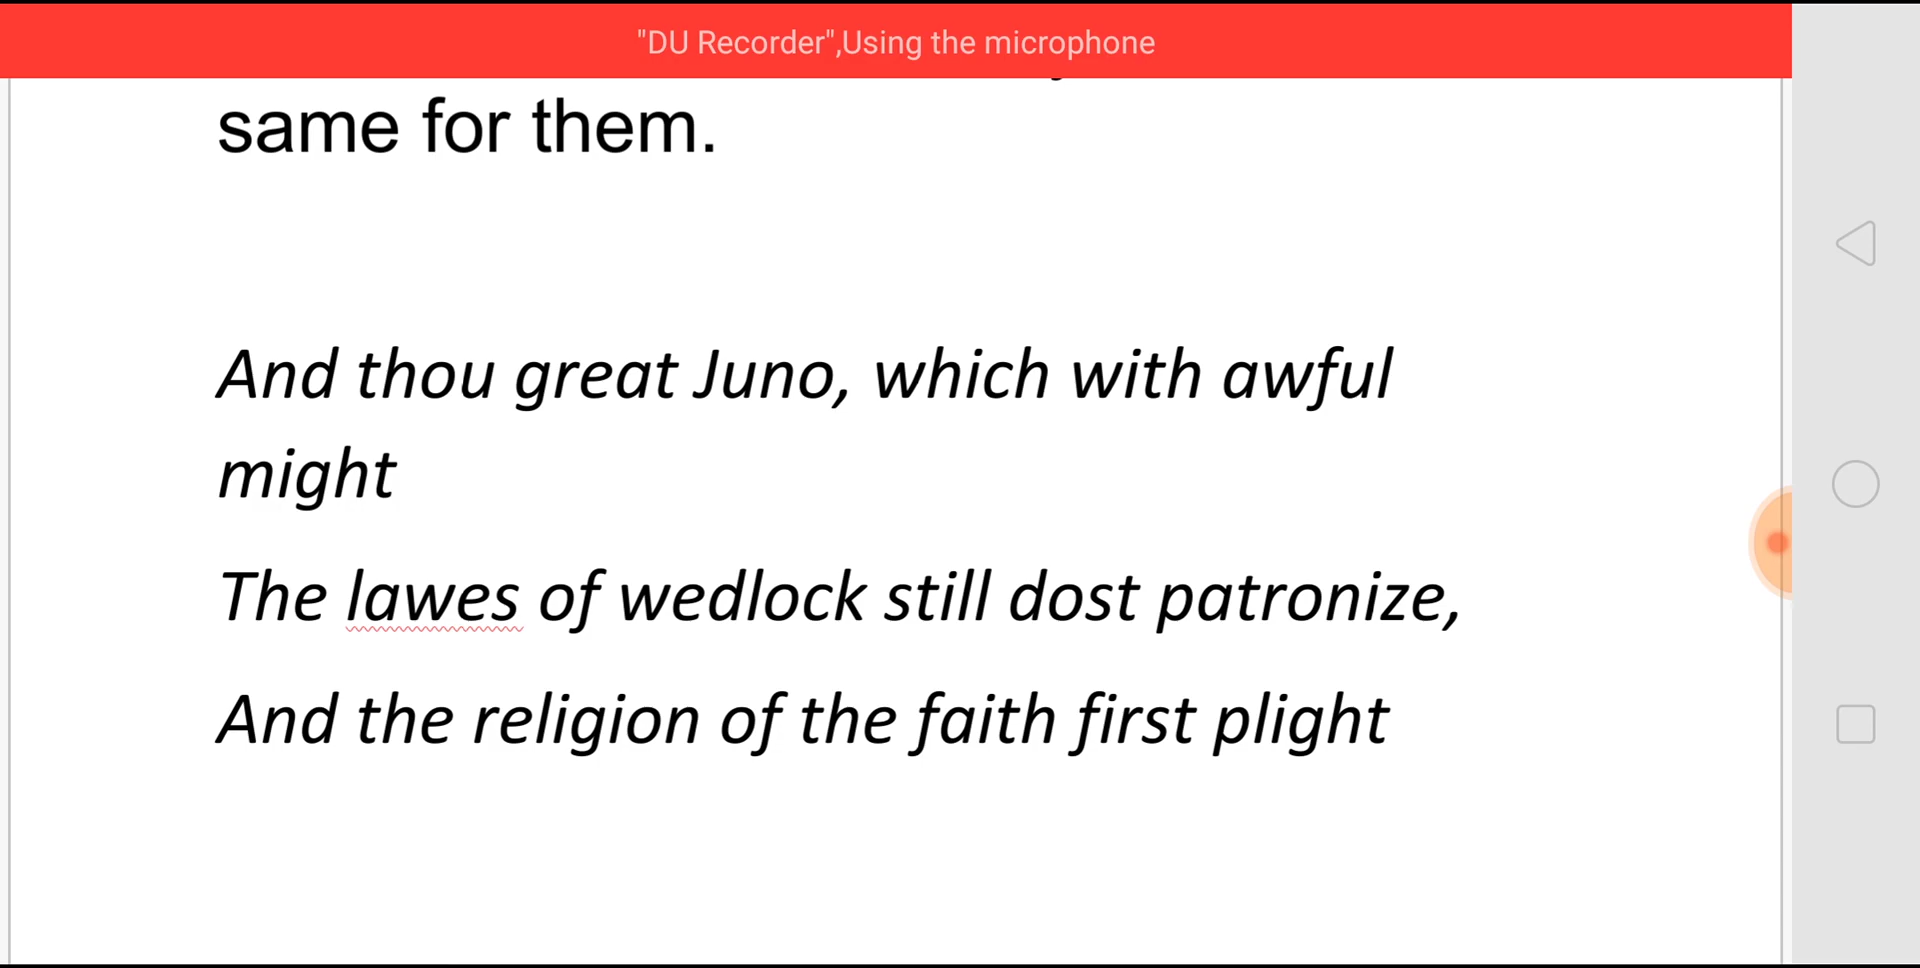 "DU Recorder",Using the microphone
same for them.
And thou great Juno, which with awful
might
The lawes of wedlock still dost patronize,
And the religion of the faith first plight